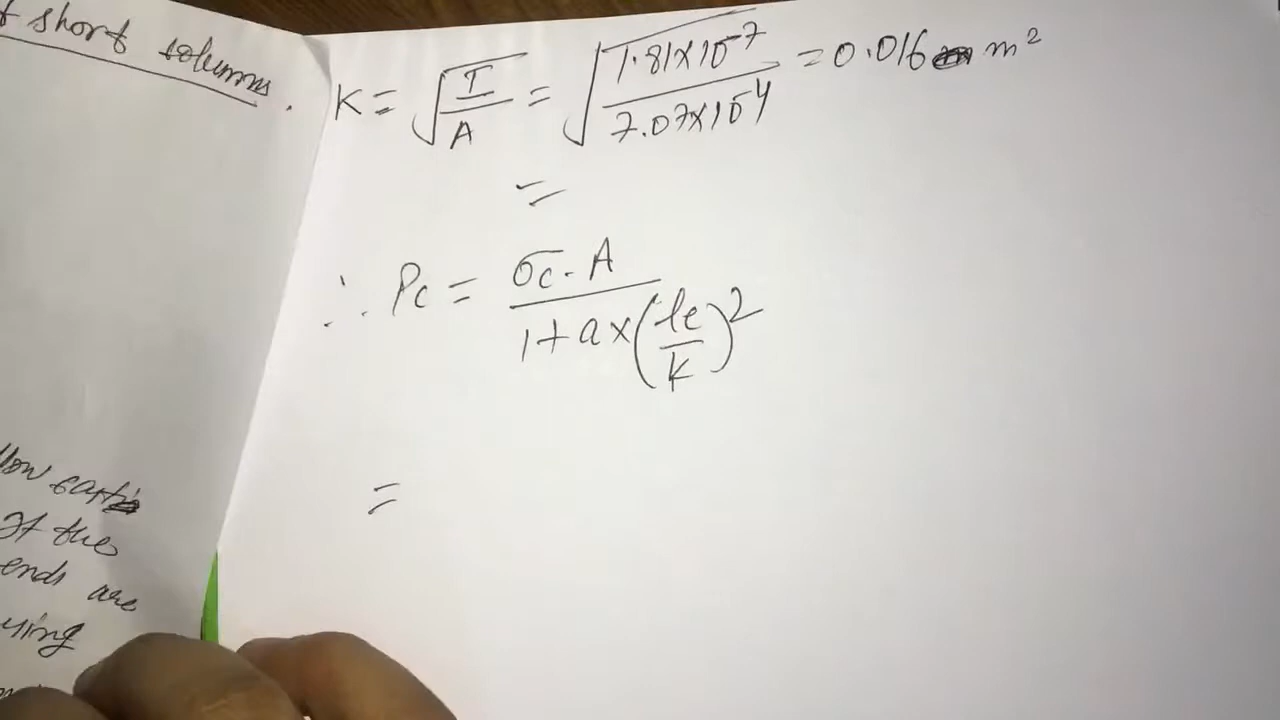 short columns.
K = √(I/A) = √(1.81×10⁻⁷/7.07×10⁻⁴) = 0.016 m²
=
∴ Pc = σc · A / 1 + a × (le/K)²
=
If the
ends are